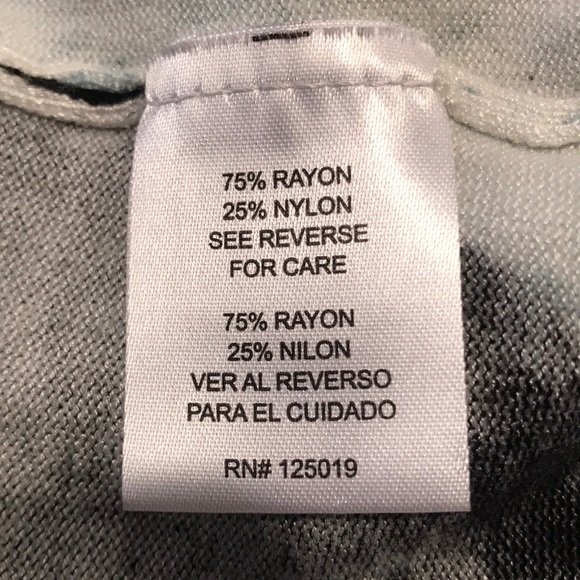 75% RAYON
25% NYLON
SEE REVERSE
FOR CARE
75% RAYON
25% NILON
VER AL REVERSO
PARA EL CUIDADO
RN# 125019